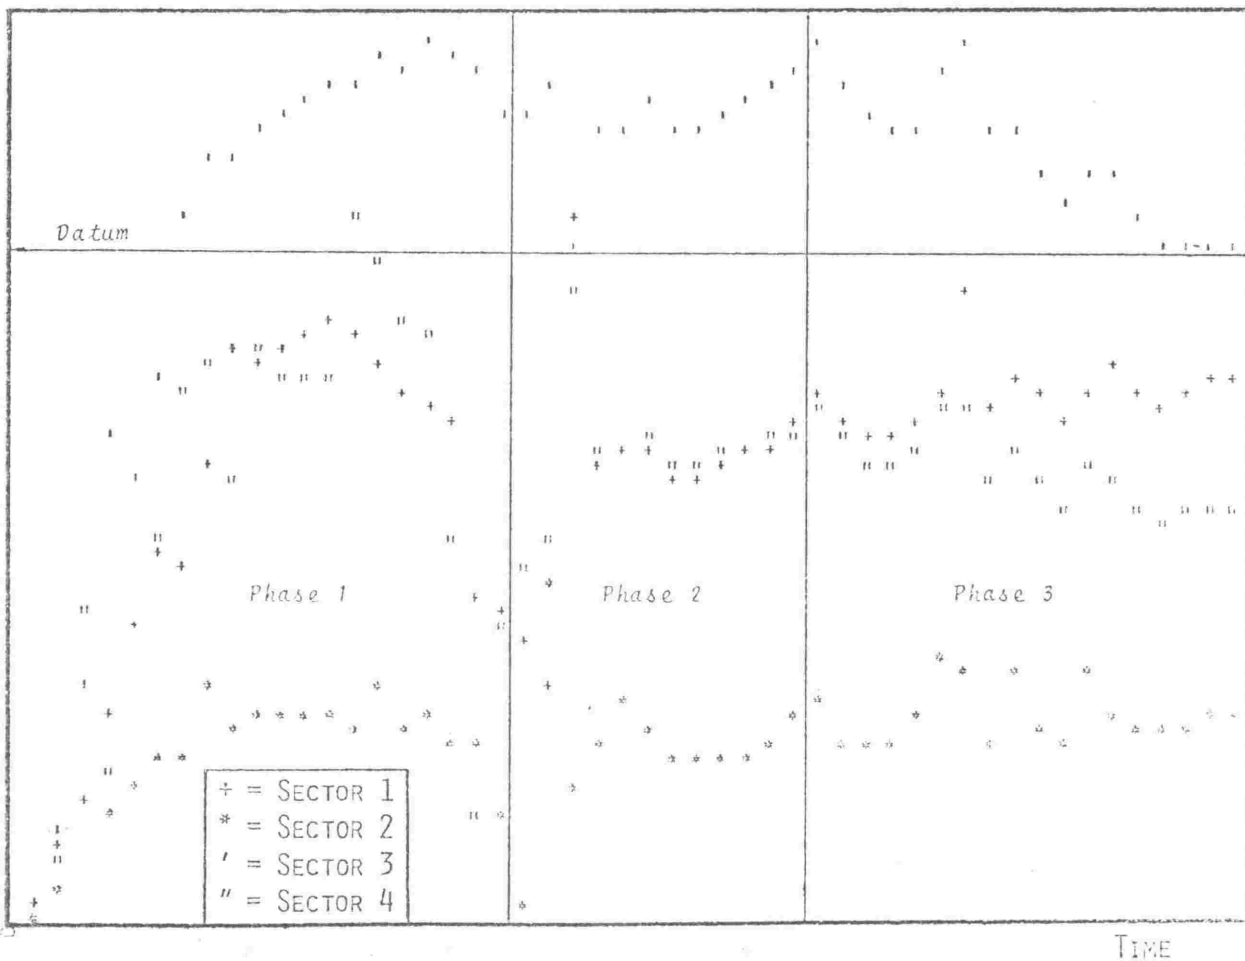 Datum
Phase 1
Phase 2
Phase 3
+ = SECTOR 1
* = SECTOR 2
' = SECTOR 3
" = SECTOR 4
TIME